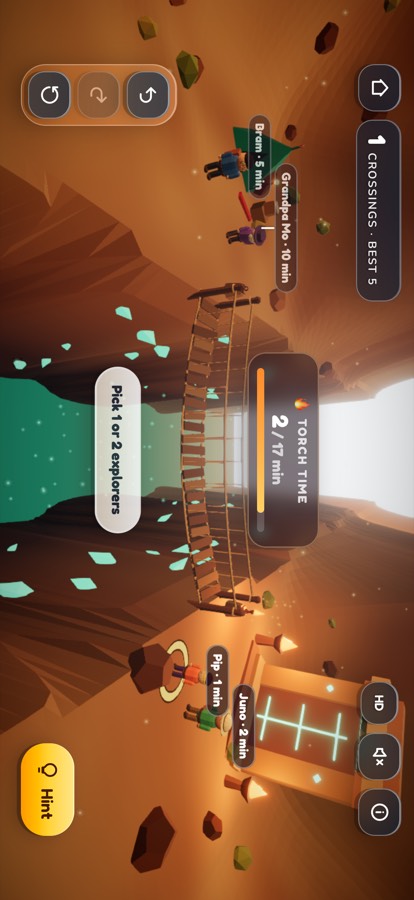 1 CROSSINGS · BEST 5
HD
🔥 TORCH TIME
2 / 17 min
Grandpa Mo · 10 min
Bram · 5 min
Juno · 2 min
Pip · 1 min
Pick 1 or 2 explorers
Hint